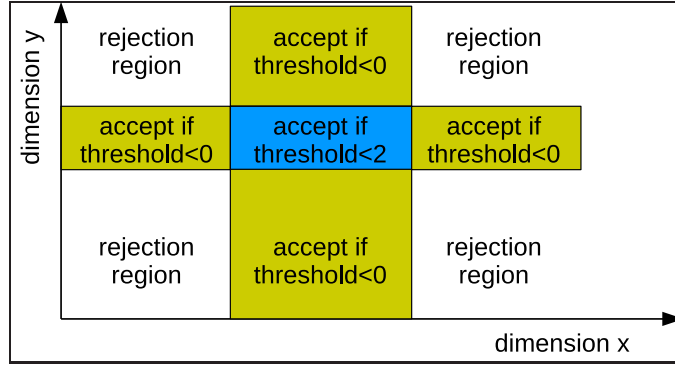 dimension y
rejection
region
accept if
threshold<0
rejection
region
accept if
threshold<0
accept if
threshold<2
accept if
threshold<0
rejection
region
accept if
threshold<0
rejection
region
dimension x